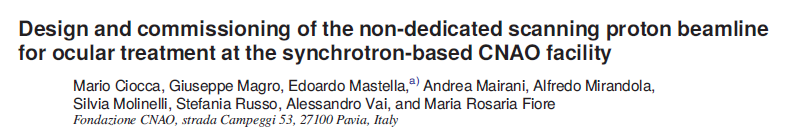 Design and commissioning of the non-dedicated scanning proton beamline
for ocular treatment at the synchrotron-based CNAO facility
Mario Ciocca, Giuseppe Magro, Edoardo Mastella,a) Andrea Mairani, Alfredo Mirandola,
Silvia Molinelli, Stefania Russo, Alessandro Vai, and Maria Rosaria Fiore
Fondazione CNAO, strada Campeggi 53, 27100 Pavia, Italy